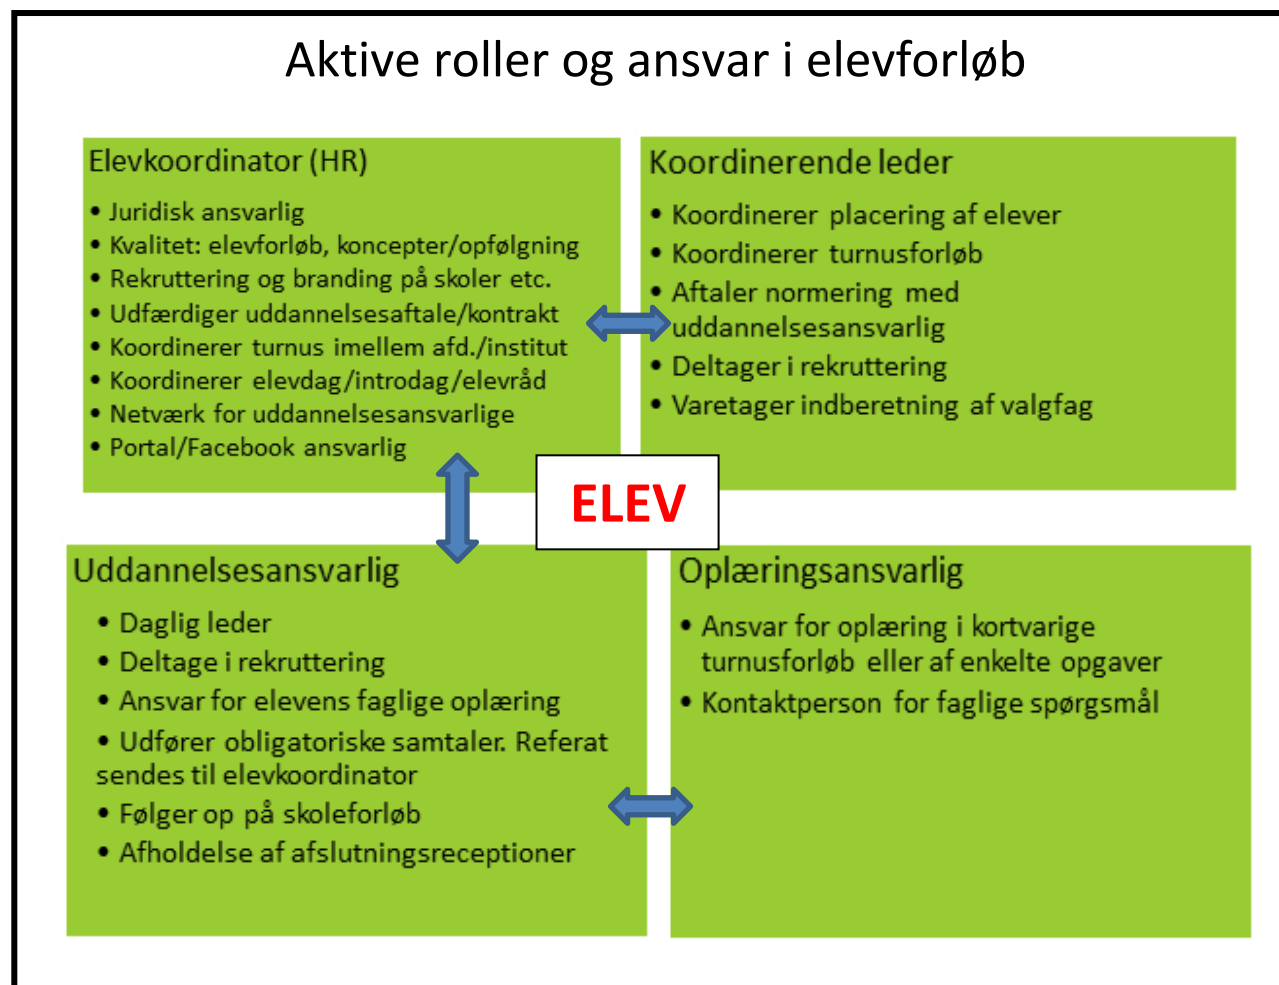 Aktive roller og ansvar i elevforløb
Elevkoordinator (HR)
• Juridisk ansvarlig
• Kvalitet: elevforløb, koncepter/opfølgning
• Rekruttering og branding på skoler etc.
• Udfærdiger uddannelsesaftale/kontrakt
• Koordinerer turnus imellem afd./institut
• Koordinerer elevdag/introdag/elevråd
• Netværk for uddannelsesansvarlige
• Portal/Facebook ansvarlig
Koordinerende leder
• Koordinerer placering af elever
• Koordinerer turnusforløb
• Aftaler normering med
uddannelsesansvarlig
• Deltager i rekruttering
• Varetager indberetning af valgfag
ELEV
Uddannelsesansvarlig
• Daglig leder
• Deltage i rekruttering
• Ansvar for elevens faglige oplæring
• Udfører obligatoriske samtaler. Referat
sendes til elevkoordinator
• Følger op på skoleforløb
• Afholdelse af afslutningsreceptioner
Oplæringsansvarlig
• Ansvar for oplæring i kortvarige
turnusforløb eller af enkelte opgaver
• Kontaktperson for faglige spørgsmål